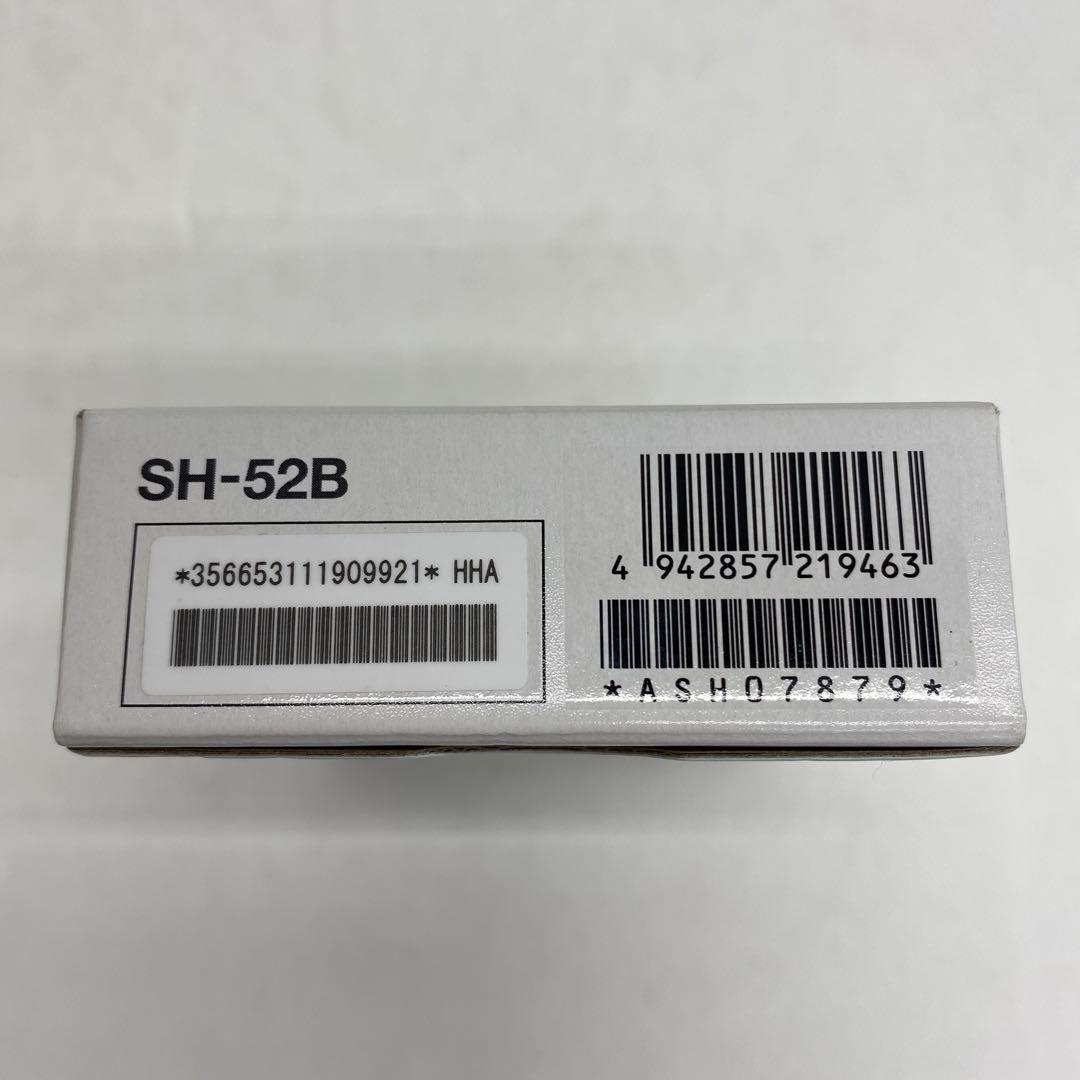 SH-52B
*356653111909921* HHA
4 942857 219463
*ASH07879*